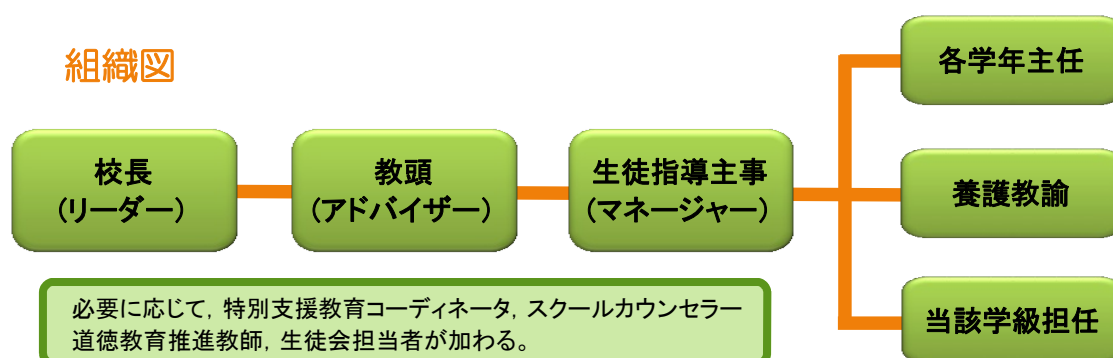 組織図
校長
(リーダー)
教頭
(アドバイザー)
生徒指導主事
(マネージャー)
各学年主任
養護教諭
当該学級担任
必要に応じて，特別支援教育コーディネータ，スクールカウンセラー
道徳教育推進教師，生徒会担当者が加わる。